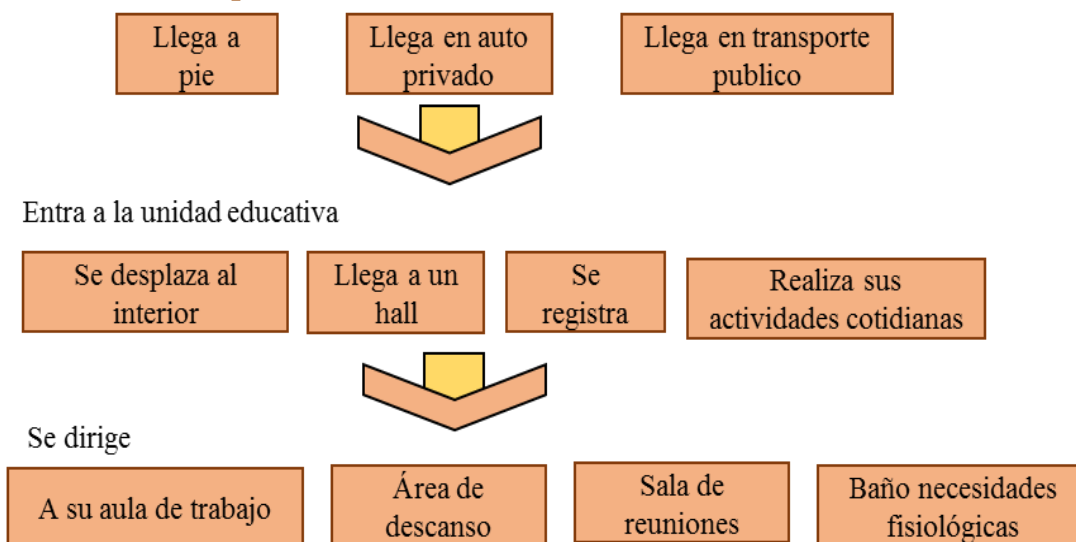 Llega a
pie
Llega en auto
privado
Llega en transporte
publico
Entra a la unidad educativa
Se desplaza al
interior
Llega a un
hall
Se
registra
Realiza sus
actividades cotidianas
Se dirige
A su aula de trabajo
Área de
descanso
Sala de
reuniones
Baño necesidades
fisiológicas